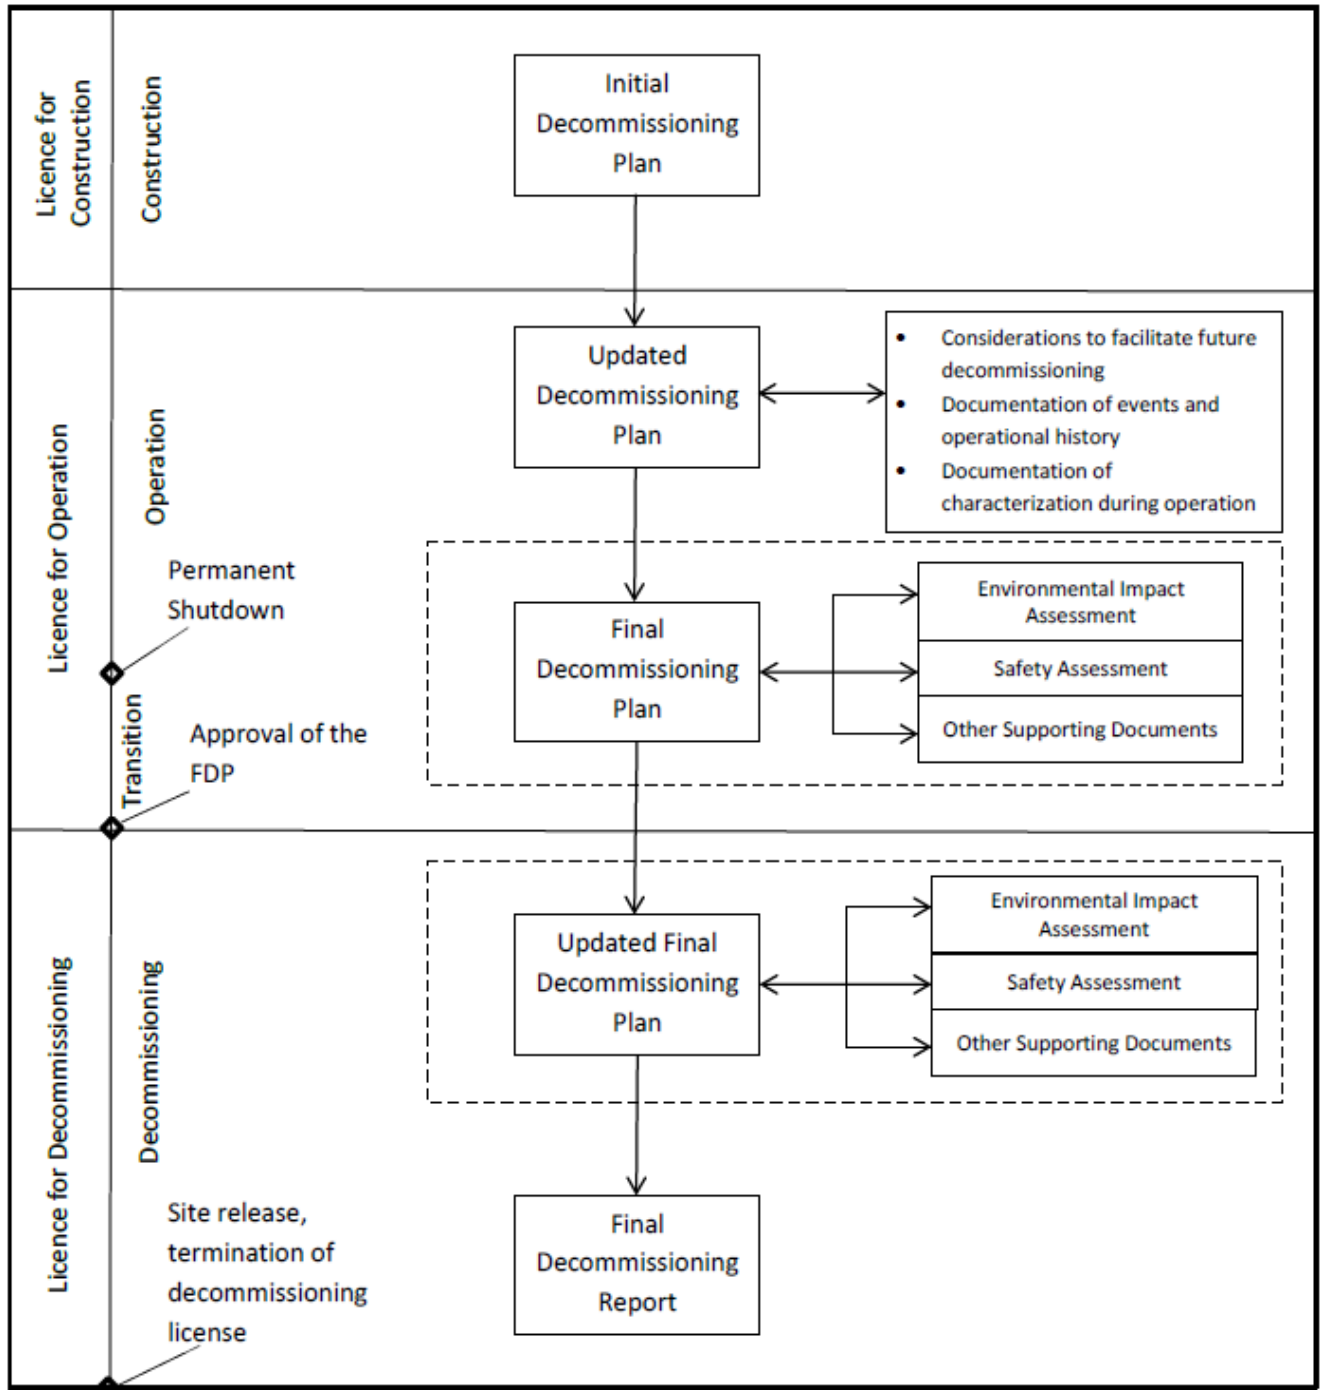 Licence for
Construction
Construction
Initial
Decommissioning
Plan
Licence for Operation
Operation
Updated
Decommissioning
Plan
• Considerations to facilitate future
decommissioning
• Documentation of events and
operational history
• Documentation of
characterization during operation
Permanent
Shutdown
Final
Decommissioning
Plan
Environmental Impact
Assessment
Safety Assessment
Other Supporting Documents
Transition
Approval of the
FDP
Licence for Decommissioning
Decommissioning
Updated Final
Decommissioning
Plan
Environmental Impact
Assessment
Safety Assessment
Other Supporting Documents
Site release,
termination of
decommissioning
license
Final
Decommissioning
Report